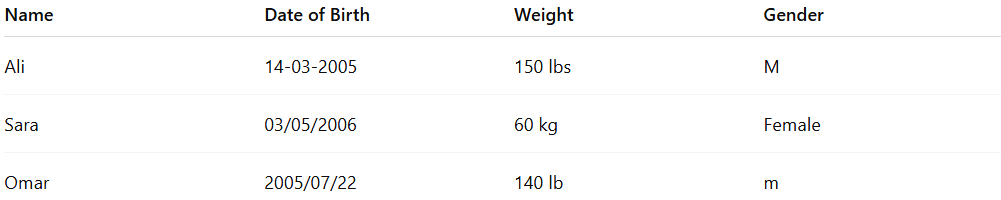 Name Date of Birth Weight Gender
Ali 14-03-2005 150 lbs M
Sara 03/05/2006 60 kg Female
Omar 2005/07/22 140 lb m